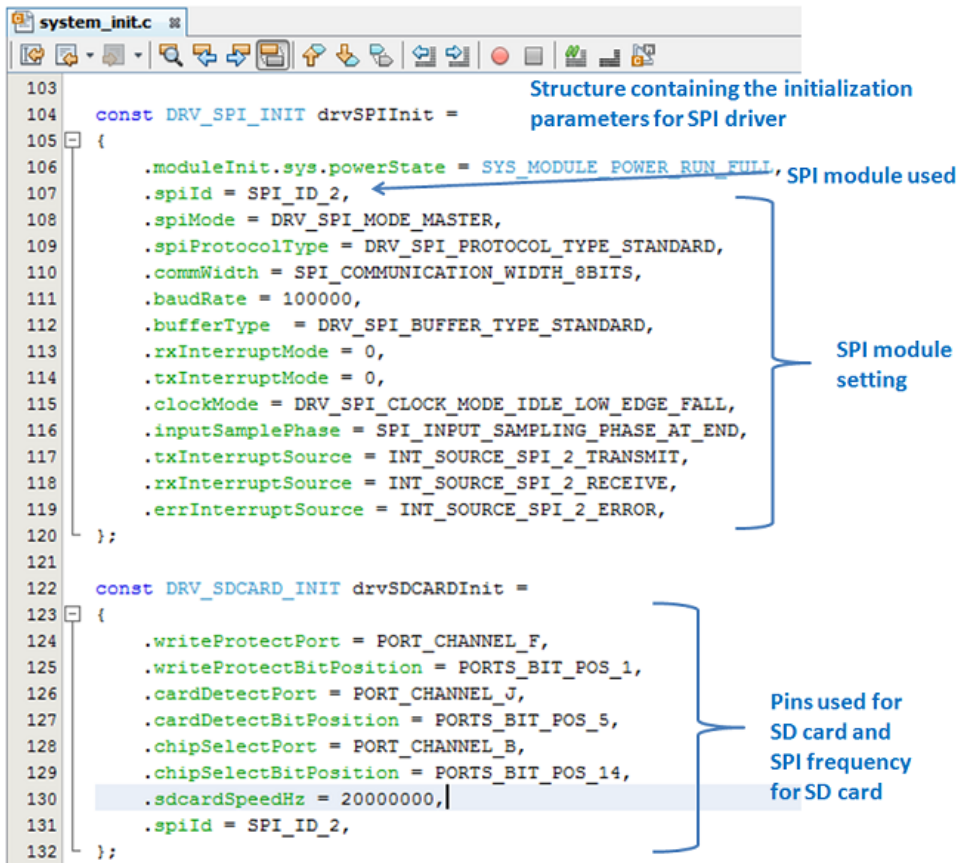 system_init.c
103
Structure containing the initialization
104 const DRV_SPI_INIT drvSPIInit =
parameters for SPI driver
105 {
106 .moduleInit.sys.powerState = SYS_MODULE_POWER_RUN_FULL,
SPI module used
107 .spiId = SPI_ID_2,
108 .spiMode = DRV_SPI_MODE_MASTER,
109 .spiProtocolType = DRV_SPI_PROTOCOL_TYPE_STANDARD,
110 .commWidth = SPI_COMMUNICATION_WIDTH_8BITS,
111 .baudRate = 100000,
112 .bufferType  = DRV_SPI_BUFFER_TYPE_STANDARD,
113 .rxInterruptMode = 0,
SPI module
114 .txInterruptMode = 0,
setting
115 .clockMode = DRV_SPI_CLOCK_MODE_IDLE_LOW_EDGE_FALL,
116 .inputSamplePhase = SPI_INPUT_SAMPLING_PHASE_AT_END,
117 .txInterruptSource = INT_SOURCE_SPI_2_TRANSMIT,
118 .rxInterruptSource = INT_SOURCE_SPI_2_RECEIVE,
119 .errInterruptSource = INT_SOURCE_SPI_2_ERROR,
120 };
121
122 const DRV_SDCARD_INIT drvSDCARDInit =
123 {
124 .writeProtectPort = PORT_CHANNEL_F,
125 .writeProtectBitPosition = PORTS_BIT_POS_1,
126 .cardDetectPort = PORT_CHANNEL_J,
Pins used for
127 .cardDetectBitPosition = PORTS_BIT_POS_5,
SD card and
128 .chipSelectPort = PORT_CHANNEL_B,
SPI frequency
129 .chipSelectBitPosition = PORTS_BIT_POS_14,
for SD card
130 .sdcardSpeedHz = 20000000,
131 .spiId = SPI_ID_2,
132 };